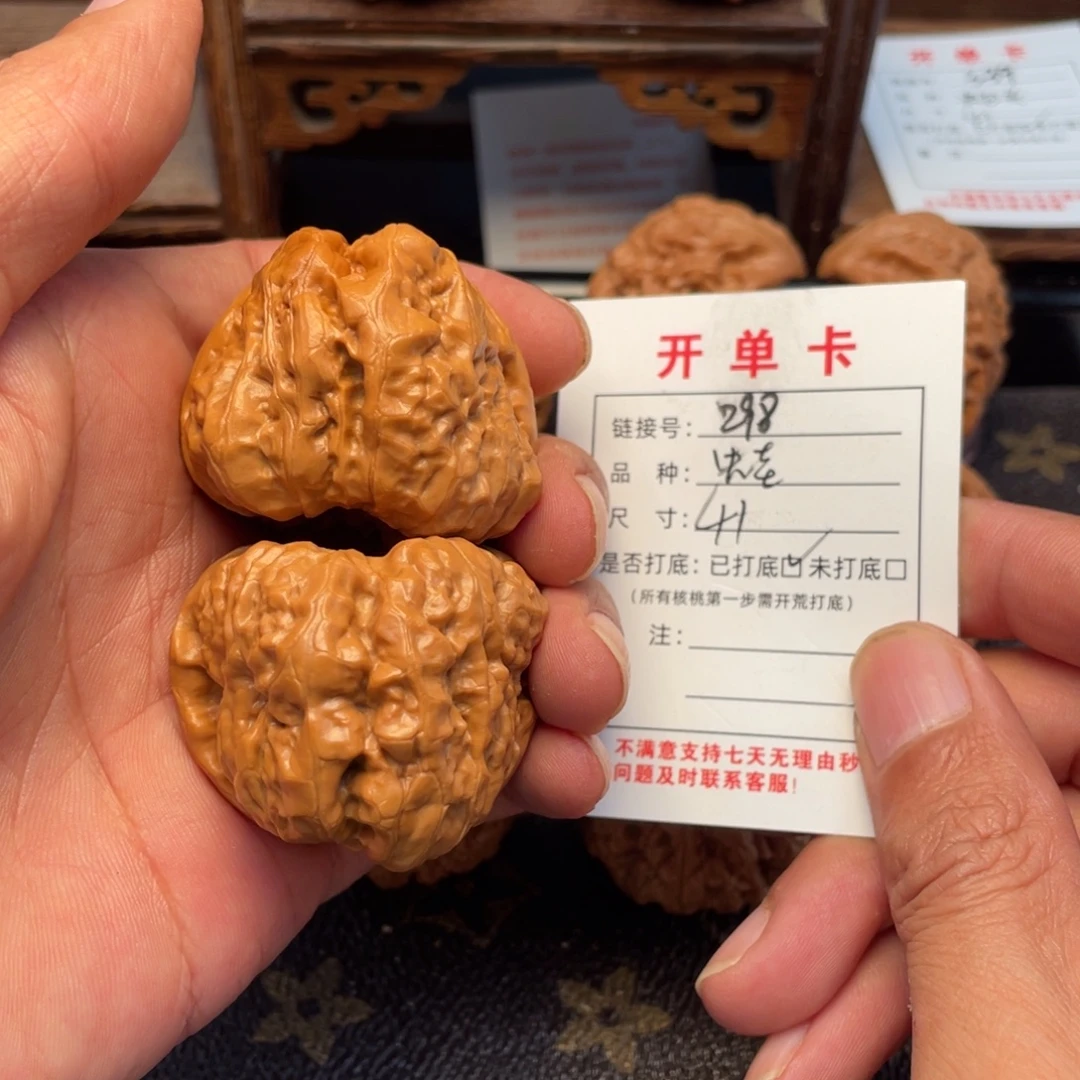 开单卡
链接号：298
品 种：
尺 寸：41
是否打底：已打底☑ 未打底☐
（所有核桃第一步需开荒打底）
注：
不满意支持七天无理由秒
问题及时联系客服！